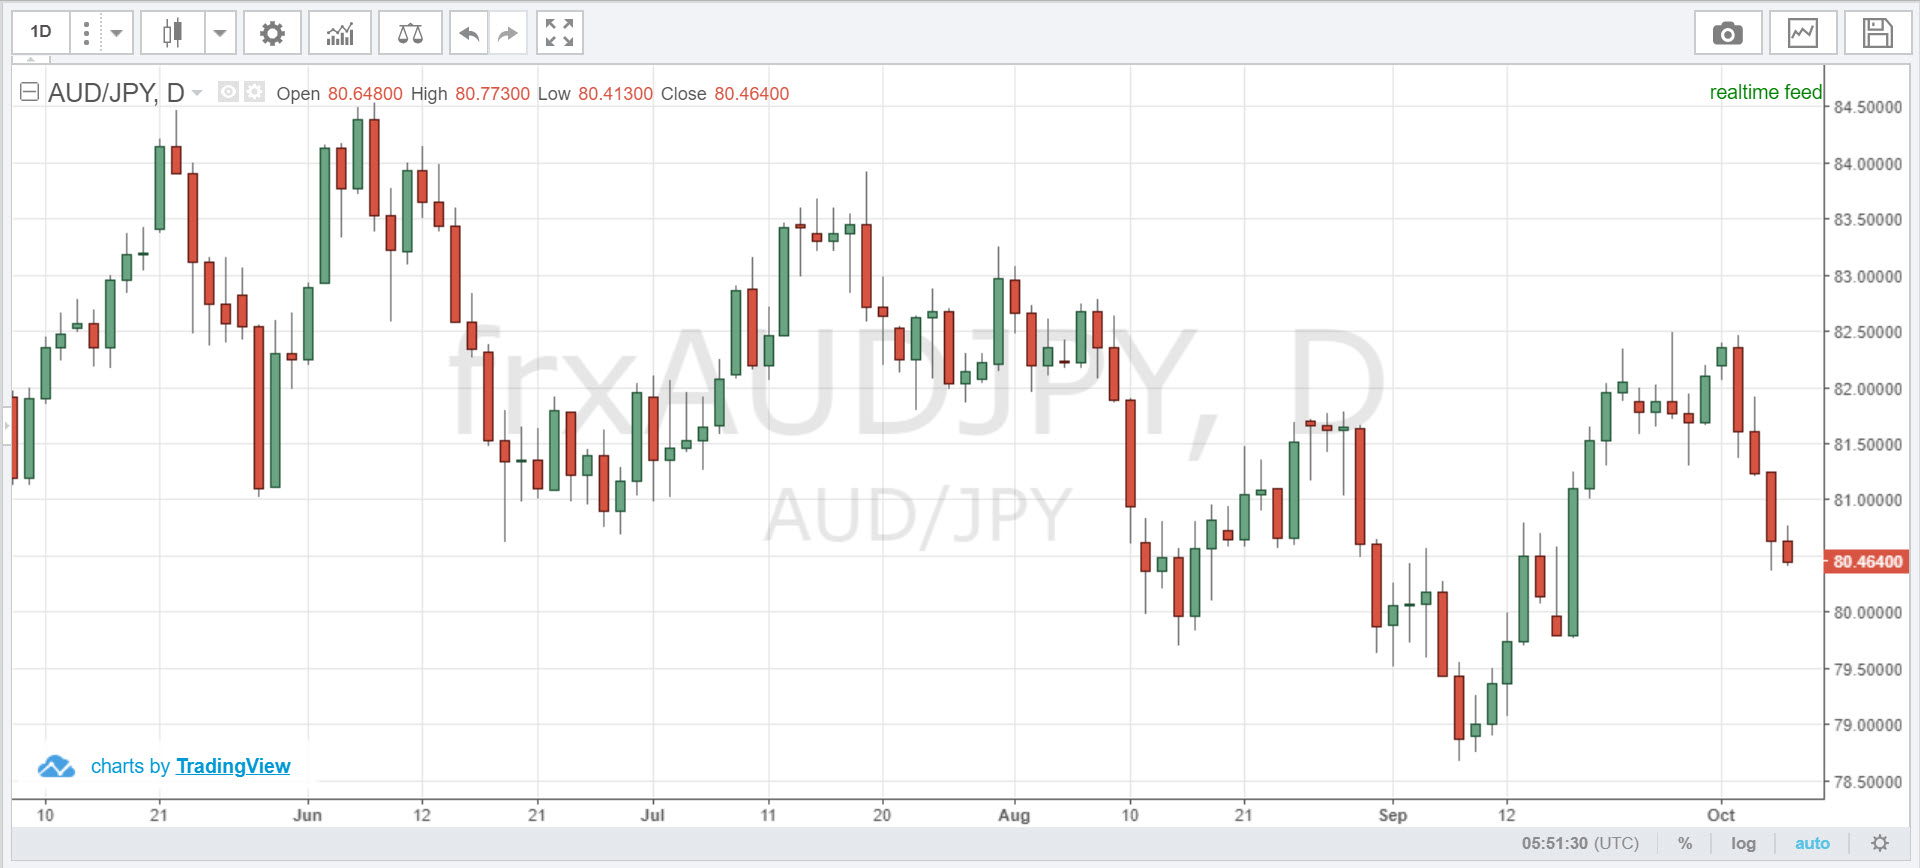 1D
AUD/JPY, D Open 80.64800 High 80.77300 Low 80.41300 Close 80.46400
realtime feed
84.50000
84.00000
83.50000
83.00000
82.50000
82.00000
81.50000
81.00000
80.46400
80.00000
79.50000
79.00000
78.50000
frxAUDJPY, D
AUD/JPY
charts by TradingView
10 21 Jun 12 21 Jul 11 20 Aug 10 21 Sep 12 Oct
05:51:30 (UTC) % log auto